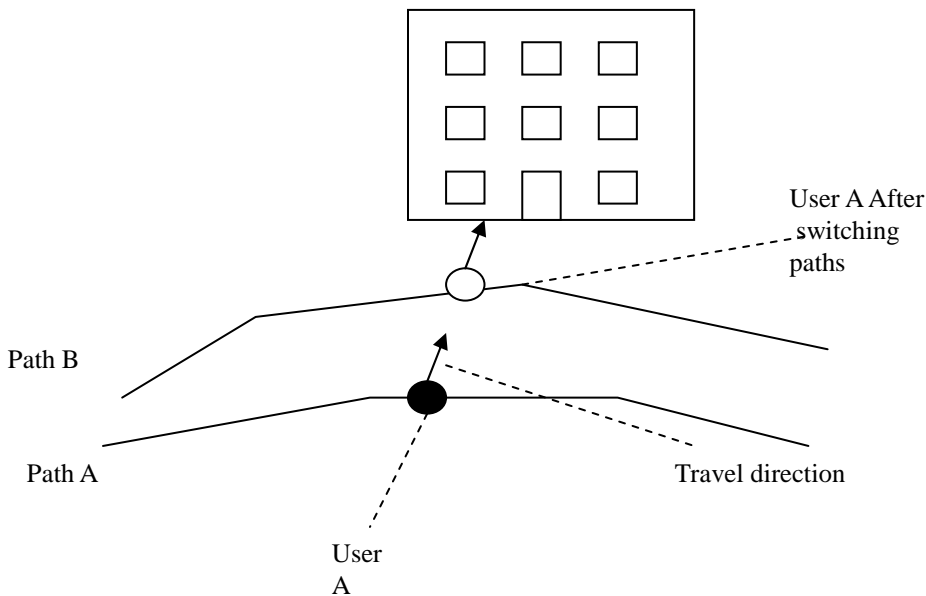 User A After
switching
paths
Path B
Path A
Travel direction
User
A